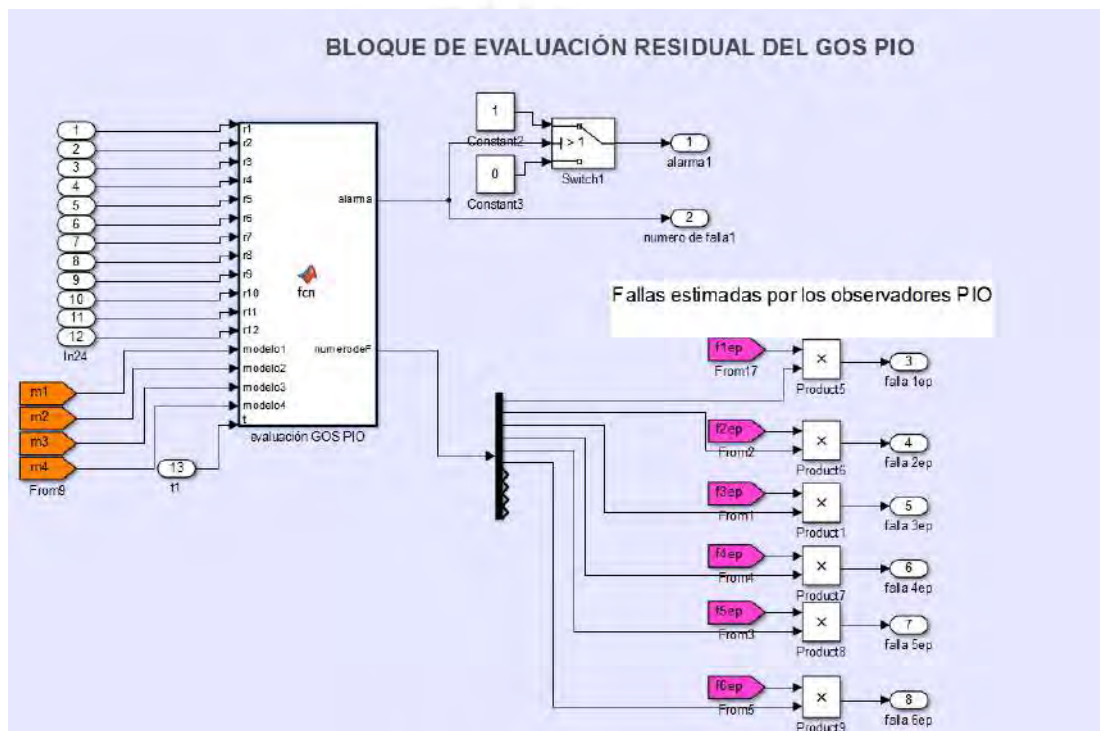 BLOQUE DE EVALUACIÓN RESIDUAL DEL GOS PIO
1
2
3
4
5
6
7
8
9
10
11
12
In24
m1
m2
m3
m4
From9
13
t1
r1
r2
r3
r4
r5
r6
r7
r8
r9
r10
r11
r12
modelo1
modelo2
modelo3
modelo4
t
fcn
alarma
numerodeF
evaluación GOS PIO
1
Constant2
0
Constant3
> 1
Switch1
1
alarma1
2
numero de falla1
Fallas estimadas por los observadores PIO
f1ep
From17
×
Product5
3
falla 1ep
f2ep
From2
×
Product6
4
falla 2ep
f3ep
From1
×
Product1
5
falla 3ep
f4ep
From4
×
Product7
6
falla 4ep
f5ep
From3
×
Product8
7
falla 5ep
f6ep
From5
×
Product9
8
falla 6ep